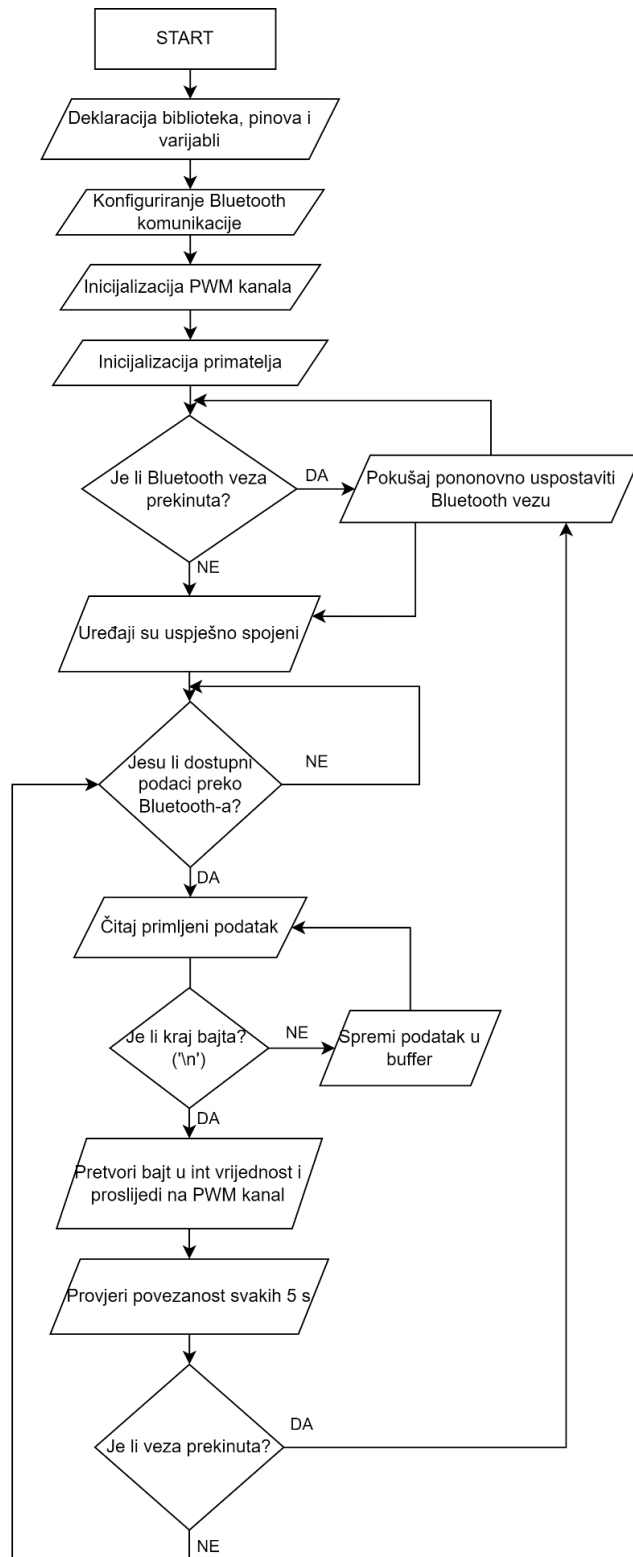 START
Deklaracija biblioteka, pinova i
varijabli
Konfiguriranje Bluetooth
komunikacije
Inicijalizacija PWM kanala
Inicijalizacija primatelja
Je li Bluetooth veza
prekinuta?
DA
Pokušaj pononovno uspostaviti
Bluetooth vezu
NE
Uređaji su uspješno spojeni
Jesu li dostupni
podaci preko
Bluetooth-a?
NE
DA
Čitaj primljeni podatak
Je li kraj bajta?
('\n')
NE
Spremi podatak u
buffer
DA
Pretvori bajt u int vrijednost i
proslijedi na PWM kanal
Provjeri povezanost svakih 5 s
Je li veza prekinuta?
DA
NE